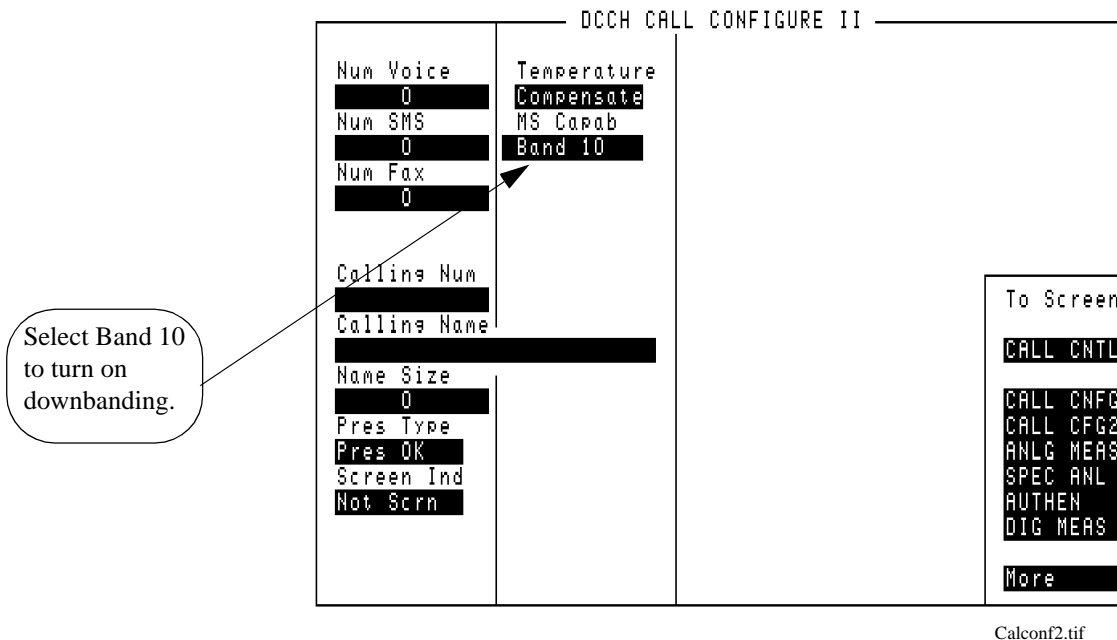 DCCH CALL CONFIGURE II
Num Voice
0
Num SMS
0
Num Fax
0
Calling Num
Calling Name
Name Size
0
Pres Type
Pres OK
Screen Ind
Not Scrn
Temperature
Compensate
MS Capab
Band 10
Select Band 10
to turn on
downbanding.
To Screen
CALL CNTL
CALL CNFG
CALL CFG2
ANLG MEAS
SPEC ANL
AUTHEN
DIG MEAS
More
Calconf2.tif